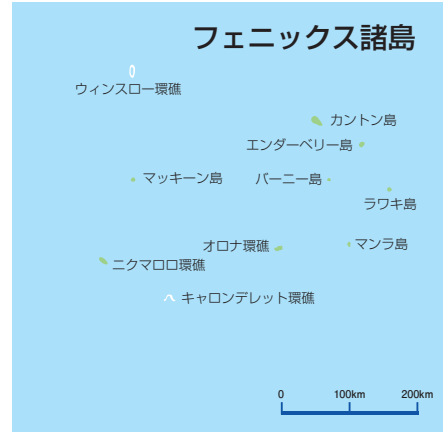 フェニックス諸島
ウィンスロー環礁
カントン島
エンダーベリー島
マッキーン島
バーニー島
ラワキ島
オロナ環礁
マンラ島
ニクマロロ環礁
キャロンデレット環礁
0 100km 200km